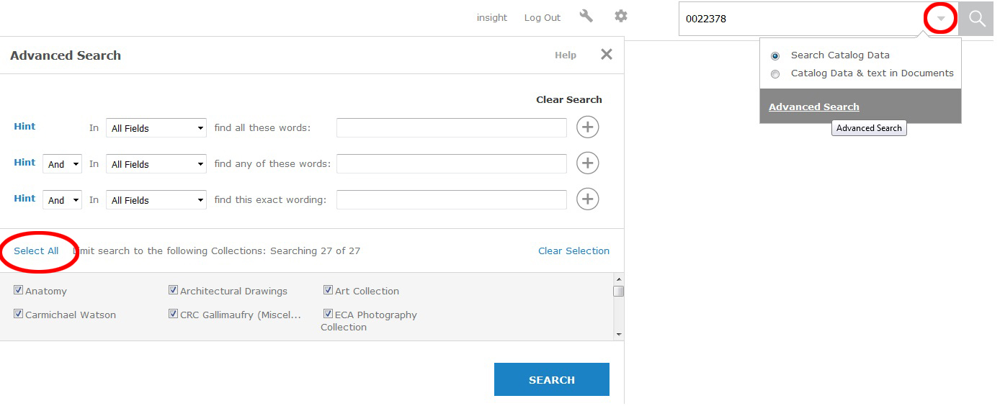 insight Log Out 0022378
Advanced Search Help
Search Catalog Data
Catalog Data & text in Documents
Advanced Search
Advanced Search
Clear Search
Hint In All Fields find all these words:
Hint And In All Fields find any of these words:
Hint And In All Fields find this exact wording:
Select All imit search to the following Collections: Searching 27 of 27 Clear Selection
Anatomy Architectural Drawings Art Collection
Carmichael Watson CRC Gallimaufry (Miscel... ECA Photography
Collection
SEARCH